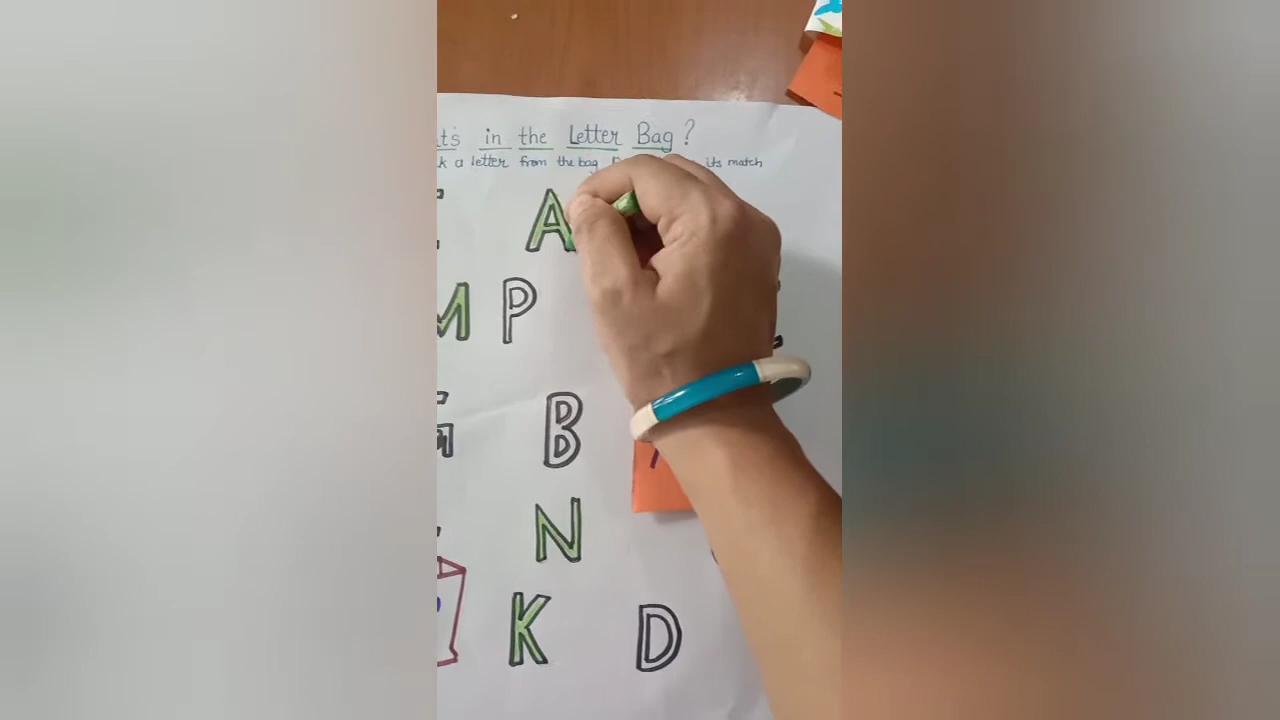 in the Letter Bag?
a letter from the bag its match
A
M P
B
N
K D